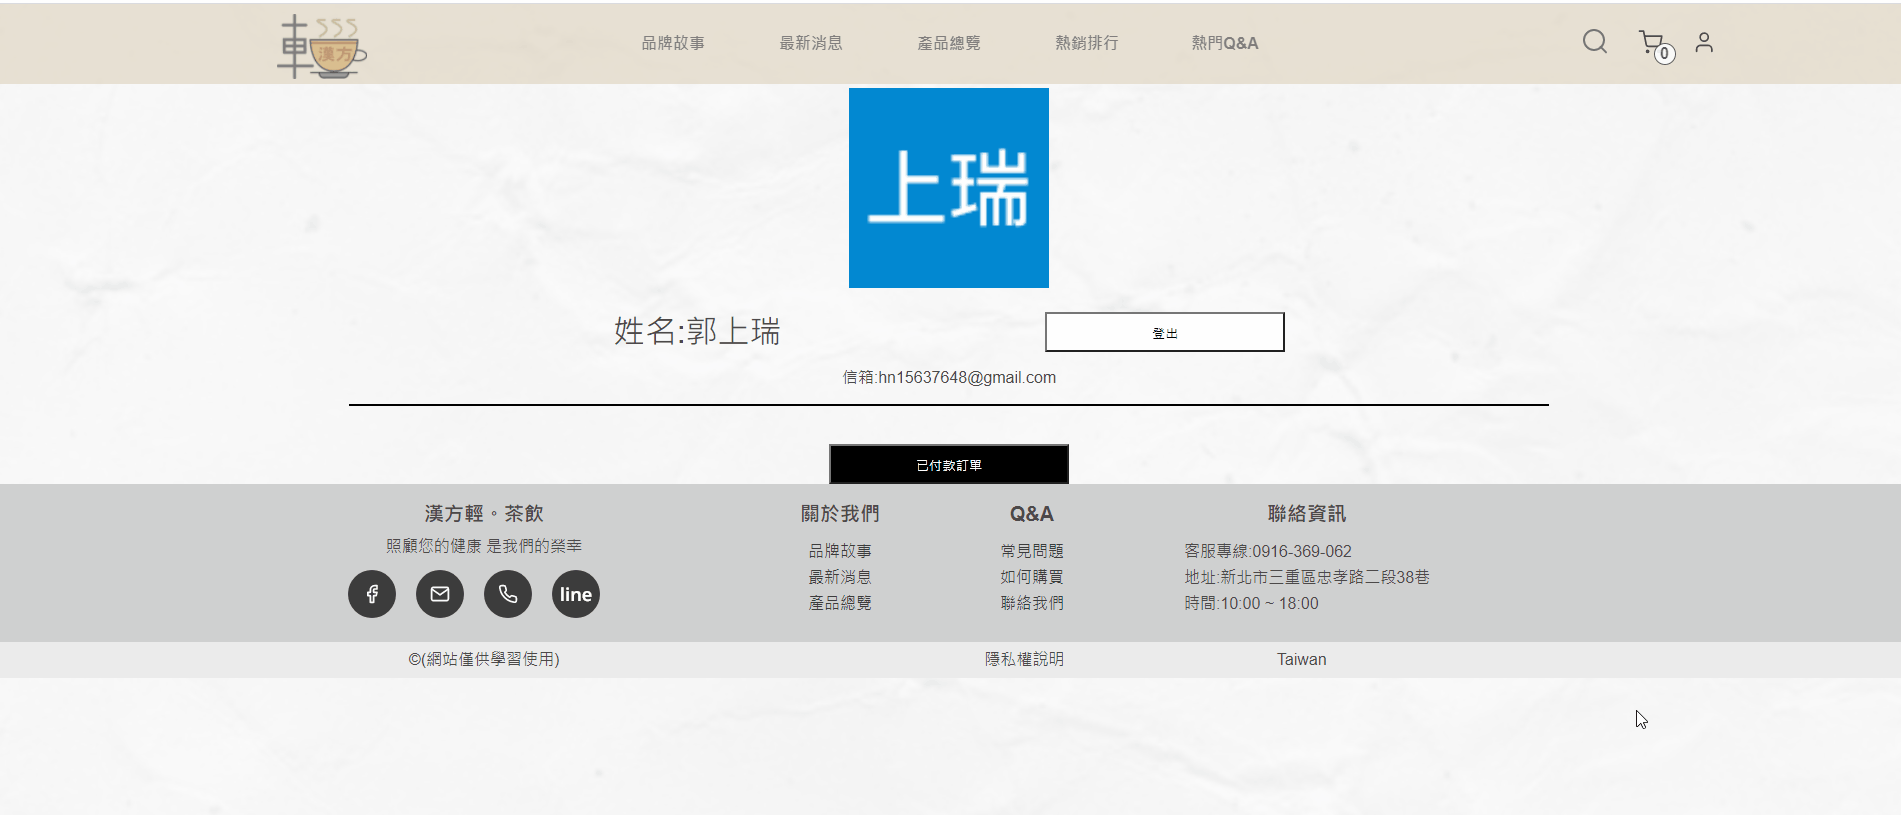 車 漢方
品牌故事 最新消息 產品總覽 熱銷排行 熱門Q&A
0
上瑞
姓名:郭上瑞
登出
信箱:hn15637648@gmail.com
已付款訂單
漢方輕。茶飲
照顧您的健康 是我們的榮幸
line
關於我們
品牌故事
最新消息
產品總覽
Q&A
常見問題
如何購買
聯絡我們
聯絡資訊
客服專線:0916-369-062
地址:新北市三重區忠孝路二段38巷
時間:10:00 ~ 18:00
©(網站僅供學習使用) 隱私權說明 Taiwan